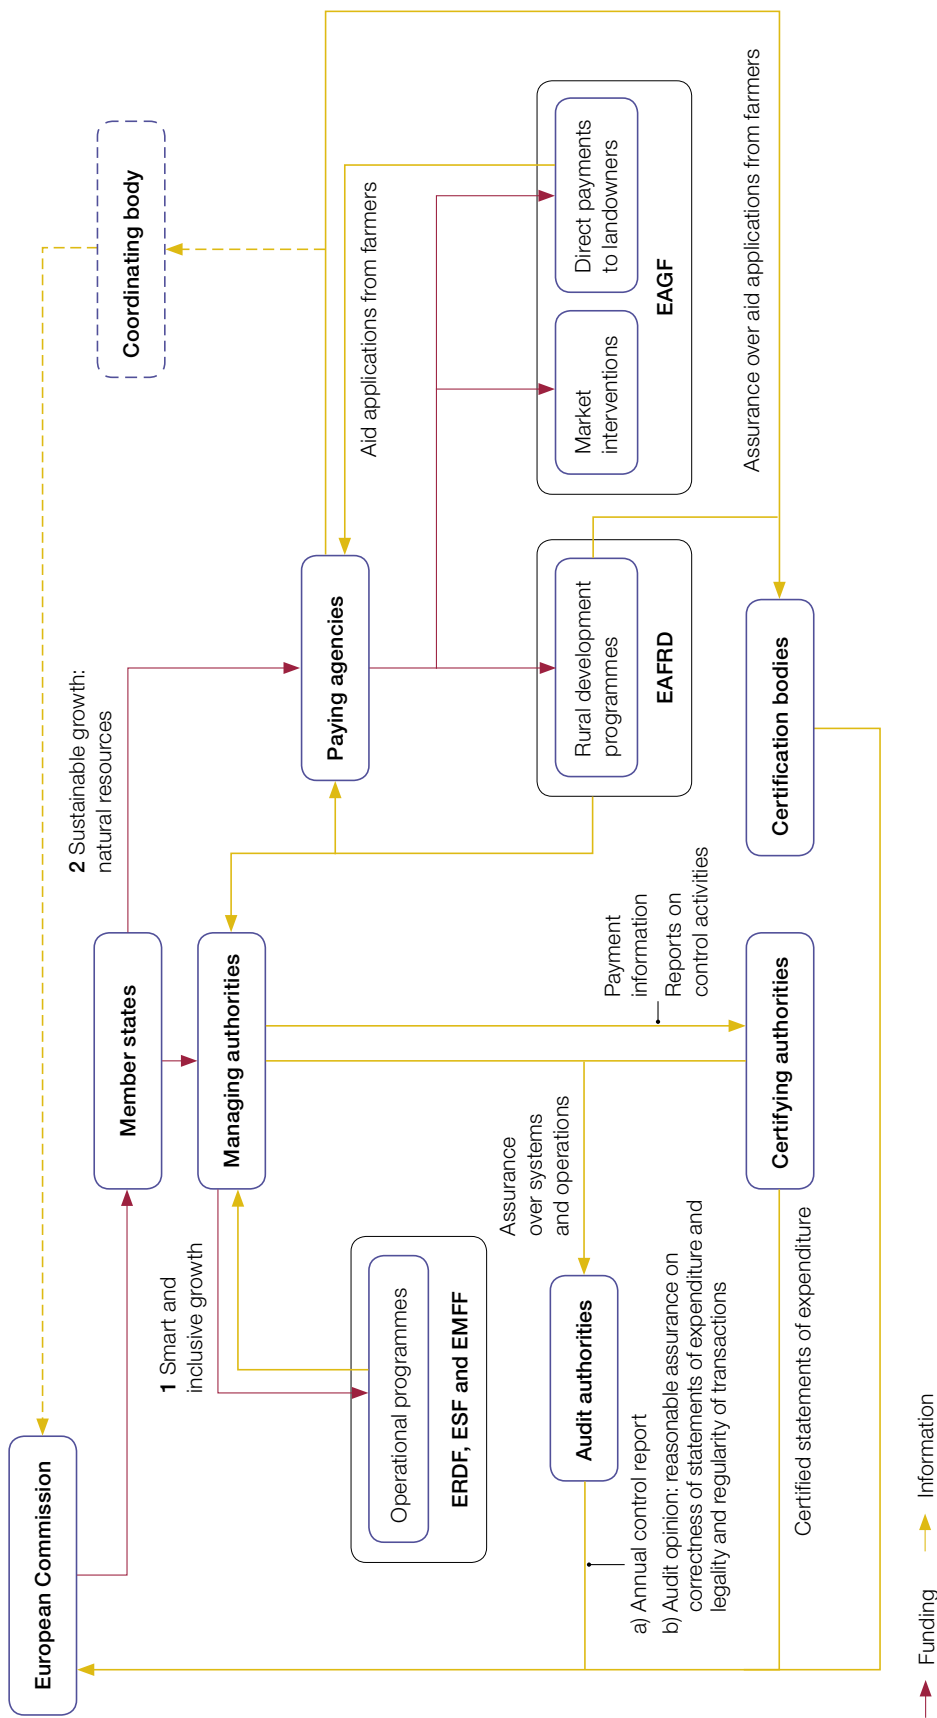 European Commission
Coordinating body
Member states
2 Sustainable growth:
natural resources
Managing authorities
1 Smart and
inclusive growth
Paying agencies
Aid applications from farmers
Operational programmes
ERDF, ESF and EMFF
Rural development
programmes
EAFRD
Market
interventions
Direct payments
to landowners
EAGF
Assurance
over systems
and operations
Payment
information
Reports on
control activities
Audit authorities
a) Annual control report
b) Audit opinion: reasonable assurance on
correctness of statements of expenditure and
legality and regularity of transactions
Certifying authorities
Certification bodies
Assurance over aid applications from farmers
Certified statements of expenditure
Funding
Information